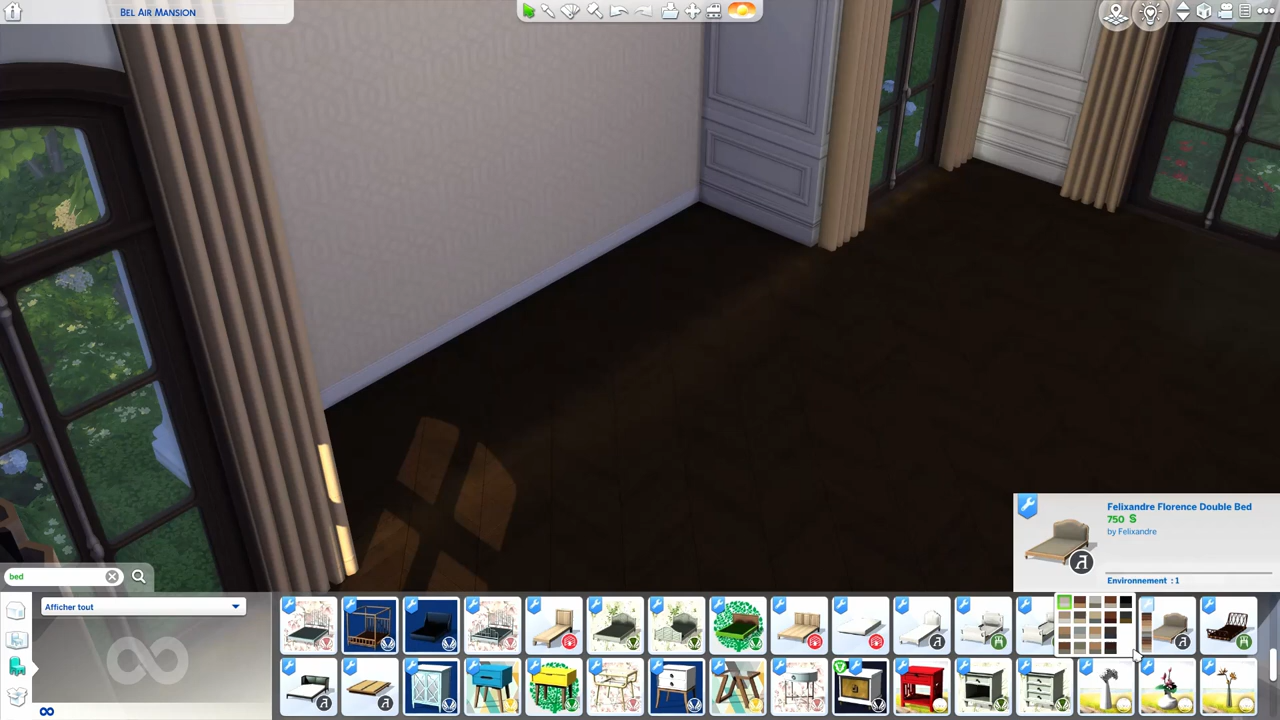 Bel Air Mansion
Felixandre Florence Double Bed
750 $
by Felixandre
Environnement : 1
bed
Afficher tout